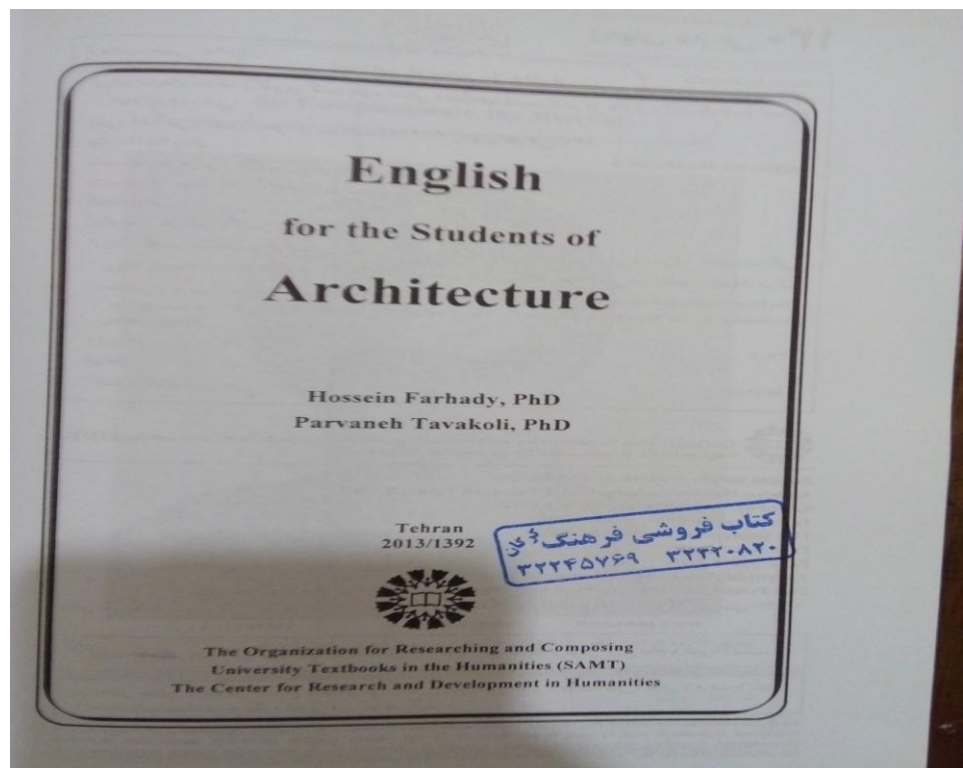 English
for the Students of
Architecture
Hossein Farhady, PhD
Parvaneh Tavakoli, PhD
Tehran
2013/1392
کتاب فروشی فرهنگ
۳۲۲۴۵۷۶۹ ۳۲۲۲۰۸۲۰
The Organization for Researching and Composing
University Textbooks in the Humanities (SAMT)
The Center for Research and Development in Humanities